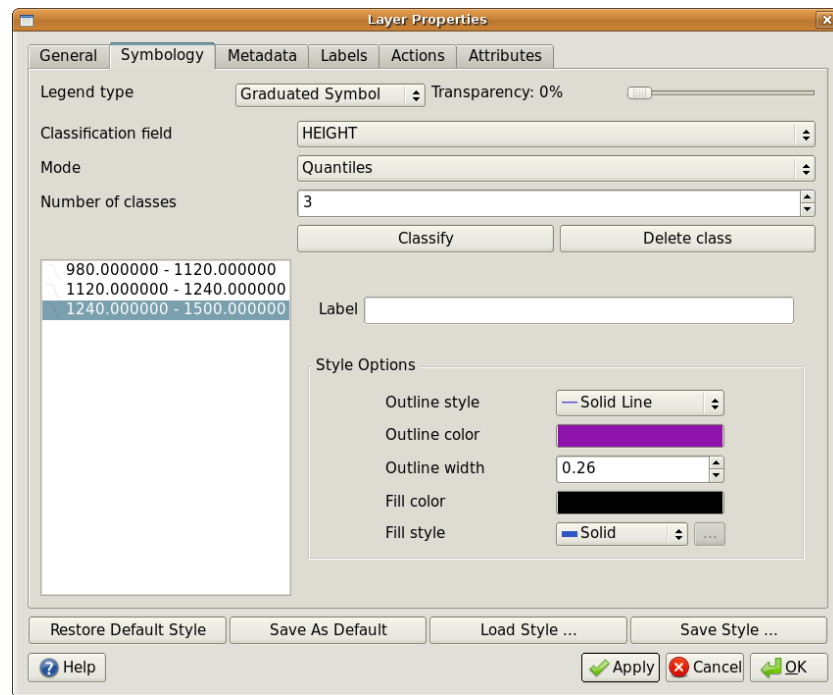 Layer Properties
General Symbology Metadata Labels Actions Attributes
Legend type Graduated Symbol Transparency: 0%
Classification field HEIGHT
Mode Quantiles
Number of classes 3
Classify Delete class
980.000000 - 1120.000000
1120.000000 - 1240.000000
1240.000000 - 1500.000000
Label
Style Options
Outline style Solid Line
Outline color
Outline width 0.26
Fill color
Fill style Solid ...
Restore Default Style Save As Default Load Style ... Save Style ...
Help Apply Cancel OK